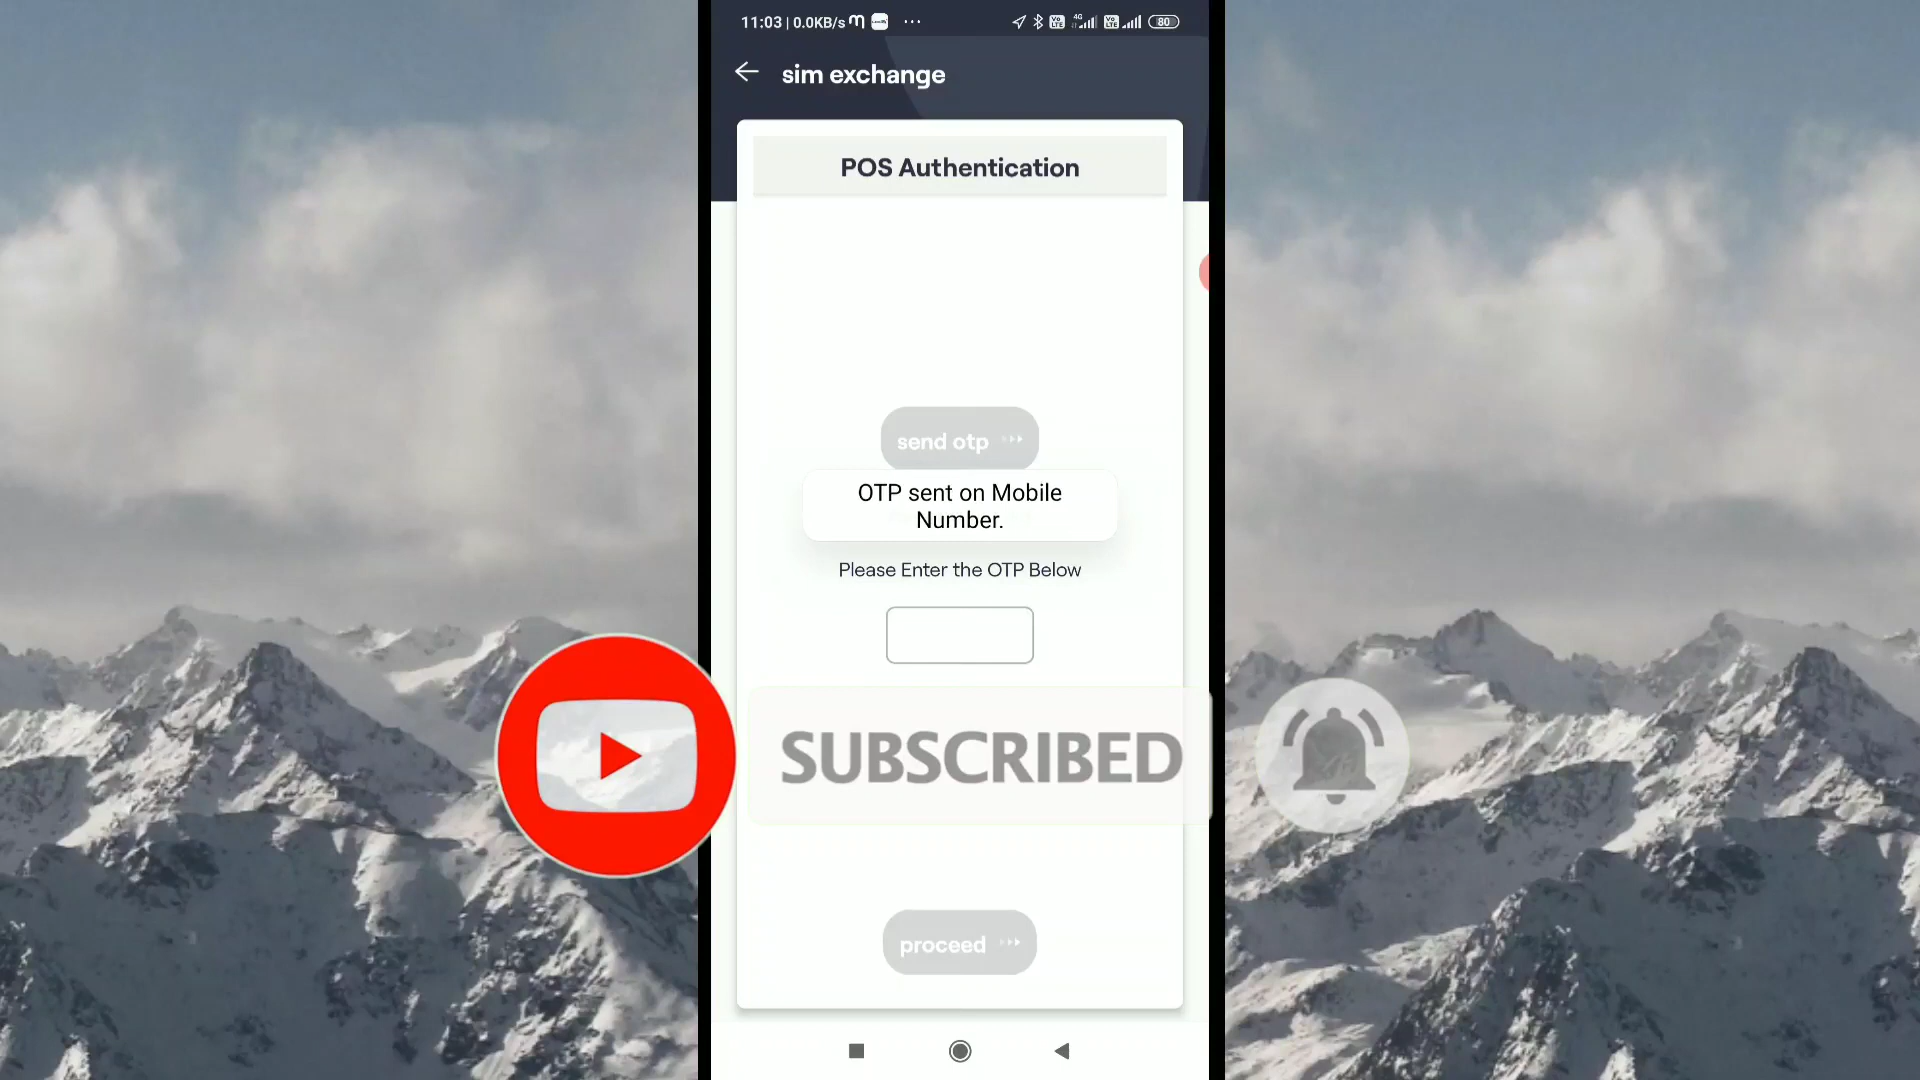 11:03 | 0.0KB/s
80
sim exchange
POS Authentication
send otp
OTP sent on Mobile
Number.
Please Enter the OTP Below
SUBSCRIBED
proceed